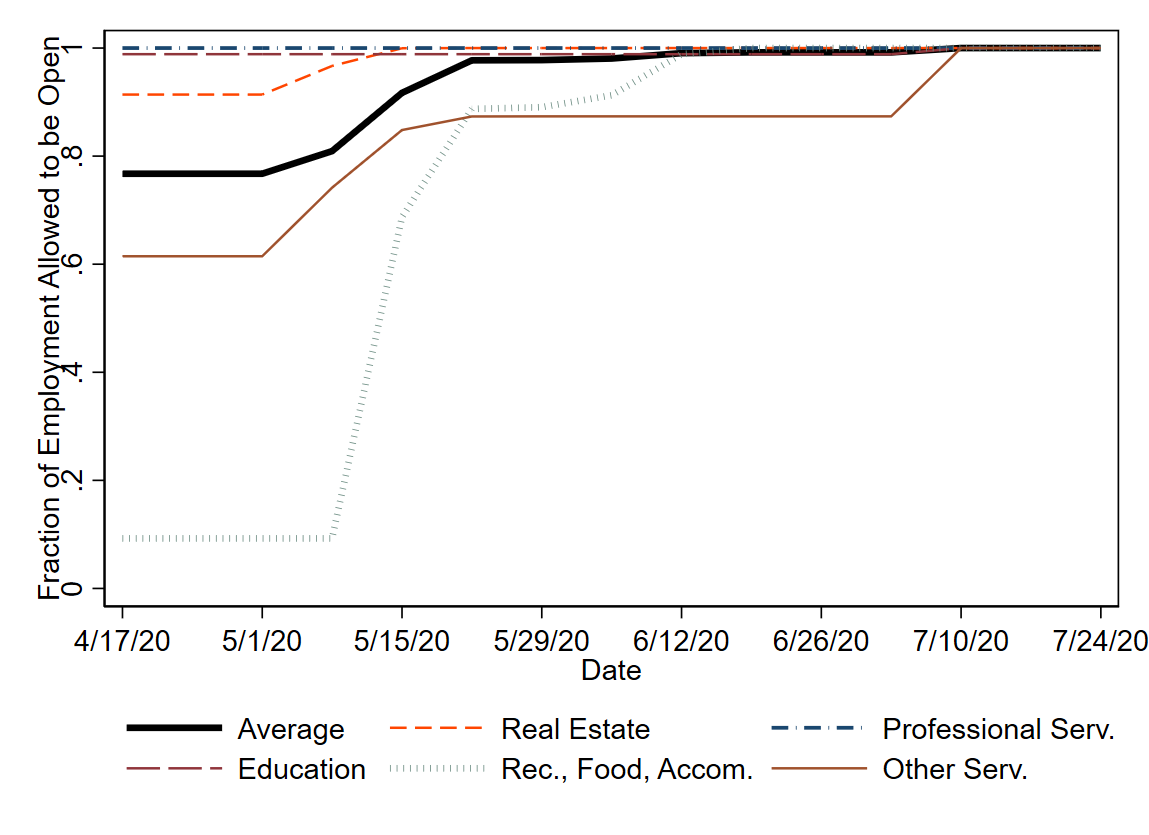 Fraction of Employment Allowed to be Open
1
.8
.6
.4
.2
0
4/17/20 5/1/20 5/15/20 5/29/20 6/12/20 6/26/20 7/10/20 7/24/20
Date
Average Real Estate Professional Serv.
Education Rec., Food, Accom. Other Serv.